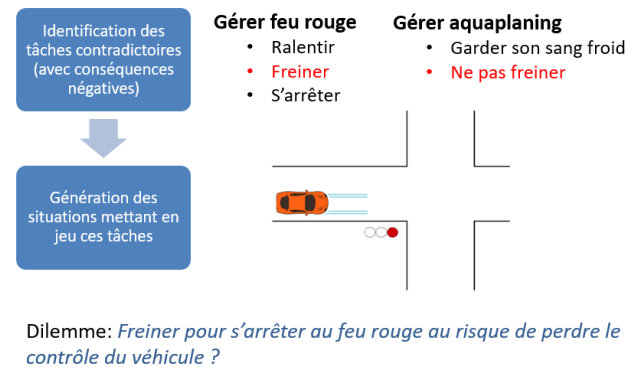 Identification des
tâches contradictoires
(avec conséquences
négatives)
Génération des
situations mettant en
jeu ces tâches
Gérer feu rouge
• Ralentir
• Freiner
• S’arrêter
Gérer aquaplaning
• Garder son sang froid
• Ne pas freiner
Dilemme: Freiner pour s’arrêter au feu rouge au risque de perdre le
contrôle du véhicule ?